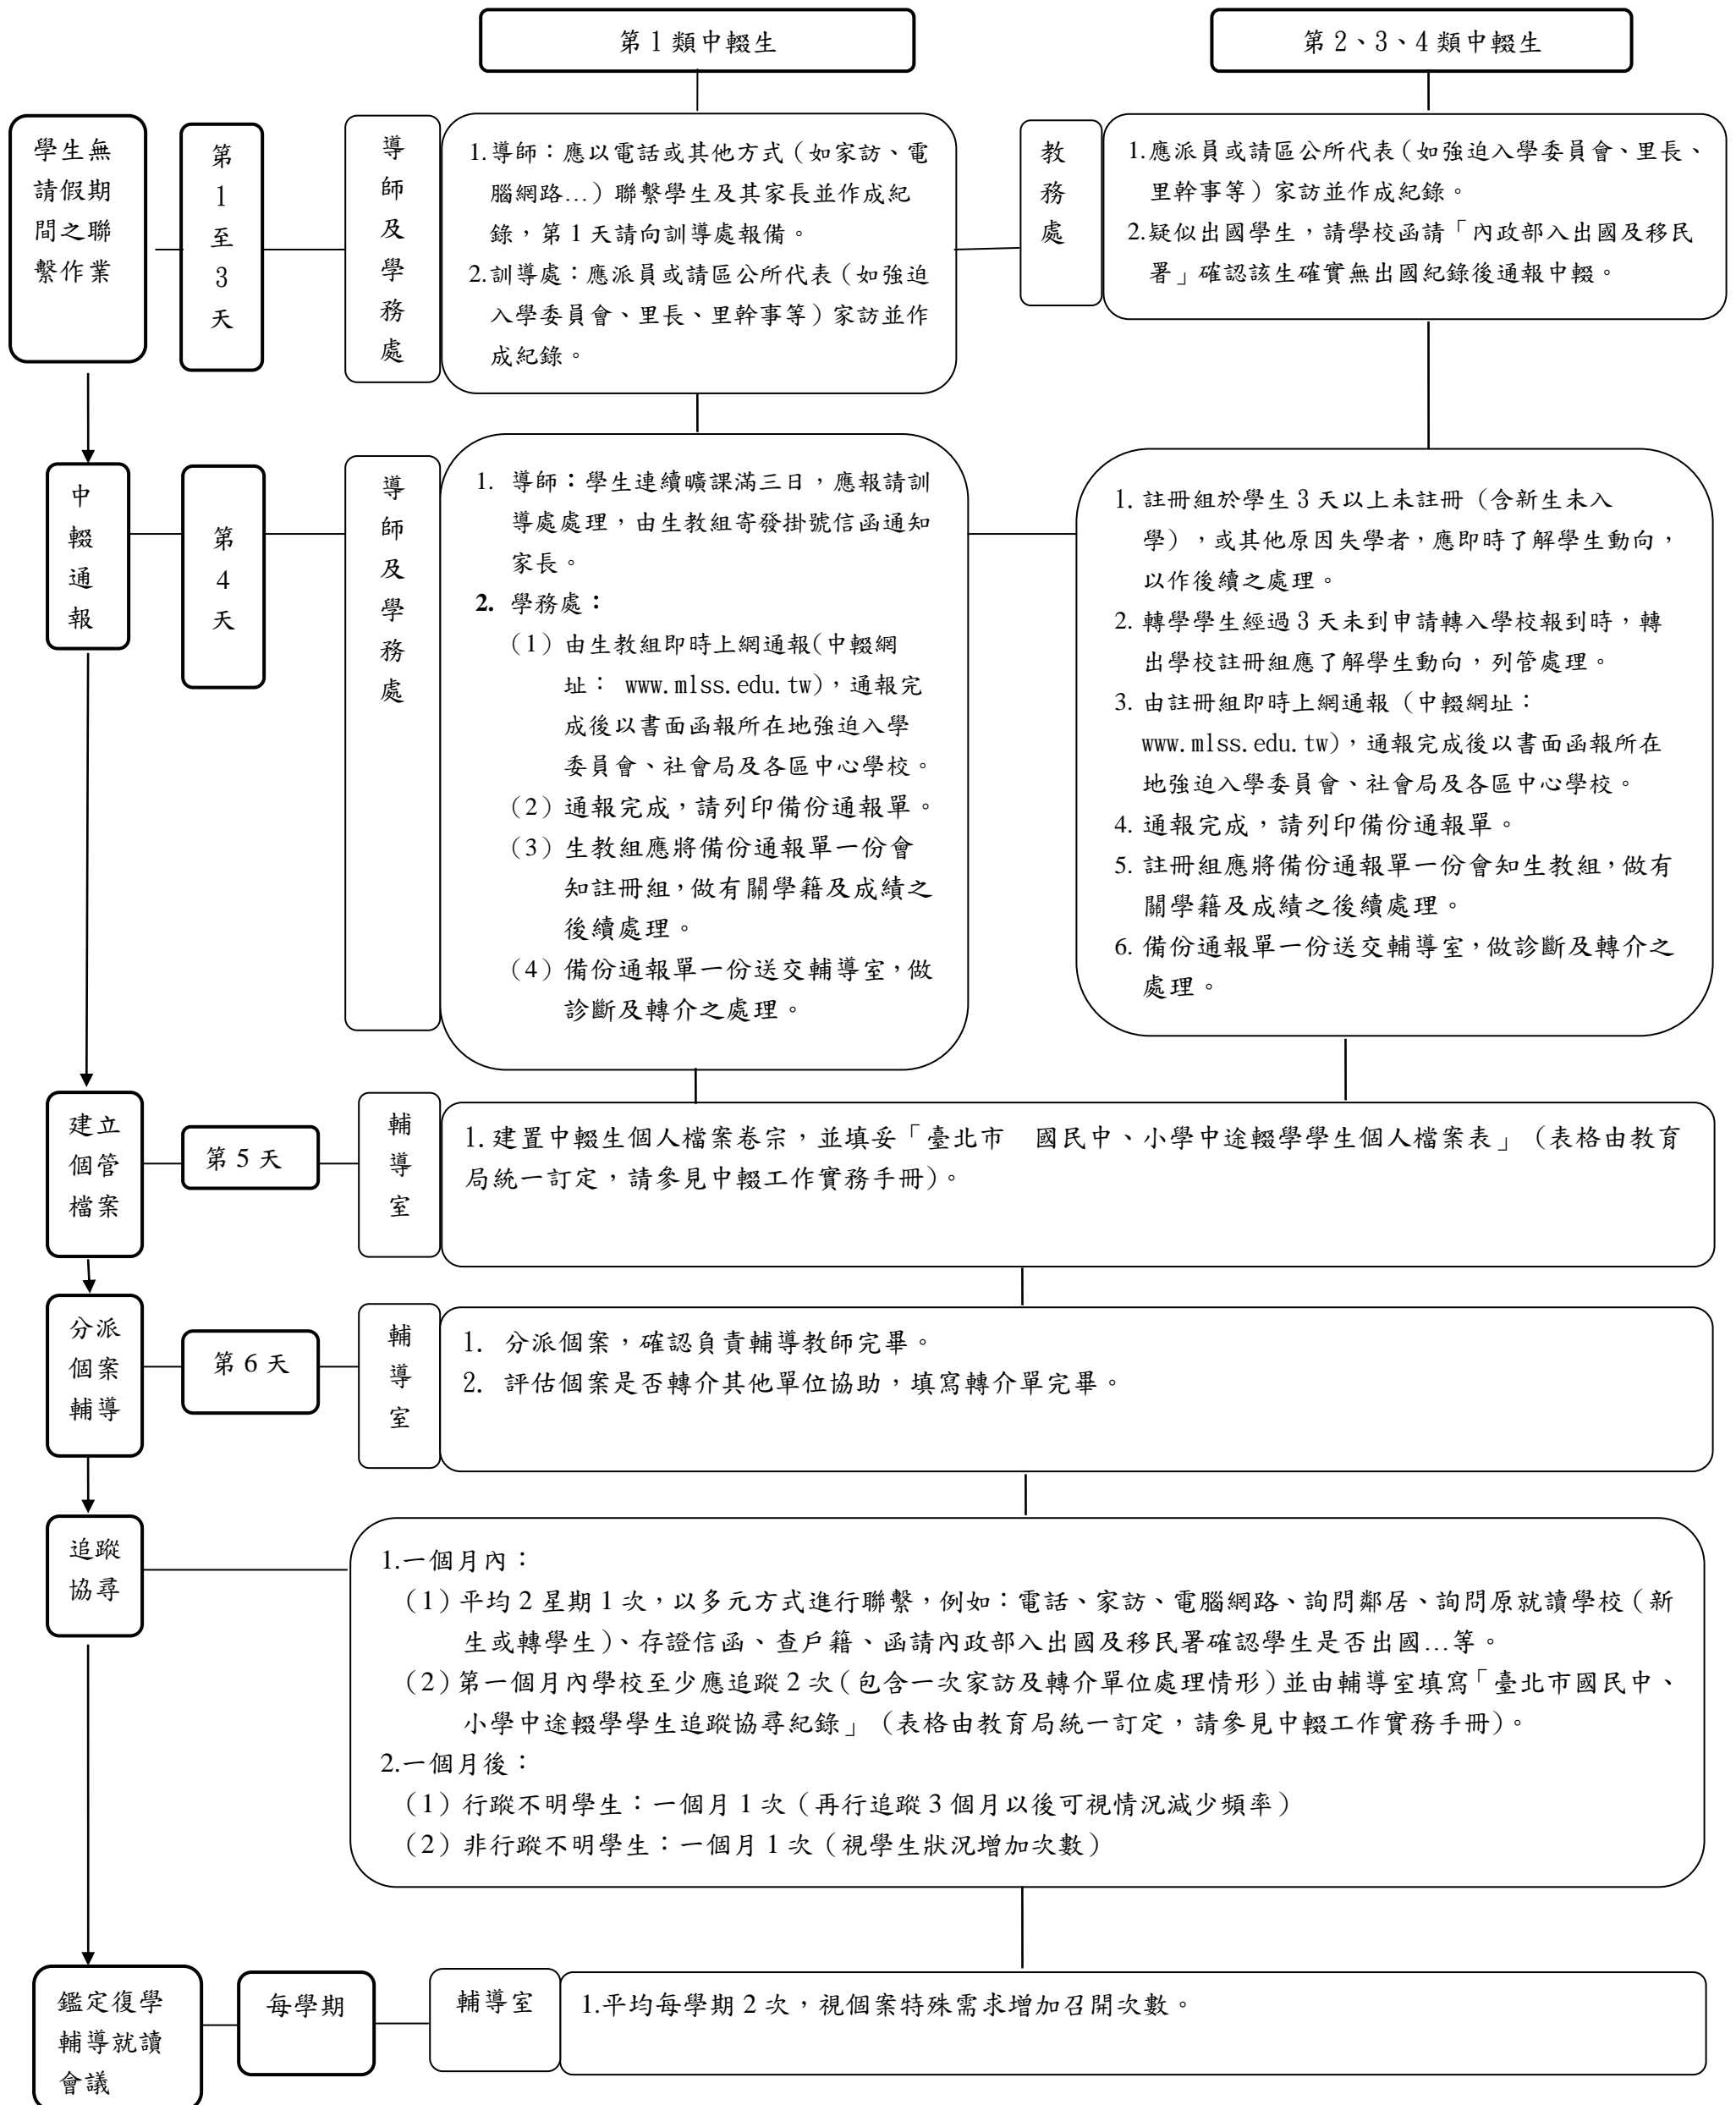 第 1 類中輟生
第 2、3、4 類中輟生
學生無
請假期
間之聯
繫作業
第
1
至
3
天
導
師
及
學
務
處
1.導師：應以電話或其他方式（如家訪、電
腦網路…）聯繫學生及其家長並作成紀
錄，第 1 天請向訓導處報備。
2.訓導處：應派員或請區公所代表（如強迫
入學委員會、里長、里幹事等）家訪並作
成紀錄。
教
務
處
1.應派員或請區公所代表（如強迫入學委員會、里長、
里幹事等）家訪並作成紀錄。
2.疑似出國學生，請學校函請「內政部入出國及移民
署」確認該生確實無出國紀錄後通報中輟。
中
輟
通
報
第
4
天
導
師
及
學
務
處
1. 導師：學生連續曠課滿三日，應報請訓
導處處理，由生教組寄發掛號信函通知
家長。
2. 學務處：
（1）由生教組即時上網通報(中輟網
址： www.mlss.edu.tw)，通報完
成後以書面函報所在地強迫入學
委員會、社會局及各區中心學校。
（2）通報完成，請列印備份通報單。
（3）生教組應將備份通報單一份會
知註冊組，做有關學籍及成績之
後續處理。
（4）備份通報單一份送交輔導室，做
診斷及轉介之處理。
1. 註冊組於學生 3 天以上未註冊（含新生未入
學），或其他原因失學者，應即時了解學生動向，
以作後續之處理。
2. 轉學學生經過 3 天未到申請轉入學校報到時，轉
出學校註冊組應了解學生動向，列管處理。
3. 由註冊組即時上網通報（中輟網址：
www.mlss.edu.tw)，通報完成後以書面函報所在
地強迫入學委員會、社會局及各區中心學校。
4. 通報完成，請列印備份通報單。
5. 註冊組應將備份通報單一份會知生教組，做有
關學籍及成績之後續處理。
6. 備份通報單一份送交輔導室，做診斷及轉介之
處理。
建立
個管
檔案
第 5 天
輔
導
室
1.建置中輟生個人檔案卷宗，並填妥「臺北市　國民中、小學中途輟學學生個人檔案表」（表格由教育
局統一訂定，請參見中輟工作實務手冊）。
分派
個案
輔導
第 6 天
輔
導
室
1. 分派個案，確認負責輔導教師完畢。
2. 評估個案是否轉介其他單位協助，填寫轉介單完畢。
追蹤
協尋
1.一個月內：
（1）平均 2 星期 1 次，以多元方式進行聯繫，例如：電話、家訪、電腦網路、詢問鄰居、詢問原就讀學校（新
生或轉學生）、存證信函、查戶籍、函請內政部入出國及移民署確認學生是否出國…等。
（2）第一個月內學校至少應追蹤 2 次（包含一次家訪及轉介單位處理情形）並由輔導室填寫「臺北市國民中、
小學中途輟學學生追蹤協尋紀錄」（表格由教育局統一訂定，請參見中輟工作實務手冊）。
2.一個月後：
（1）行蹤不明學生：一個月 1 次（再行追蹤 3 個月以後可視情況減少頻率）
（2）非行蹤不明學生：一個月 1 次（視學生狀況增加次數）
鑑定復學
輔導就讀
會議
每學期
輔導室
1.平均每學期 2 次，視個案特殊需求增加召開次數。